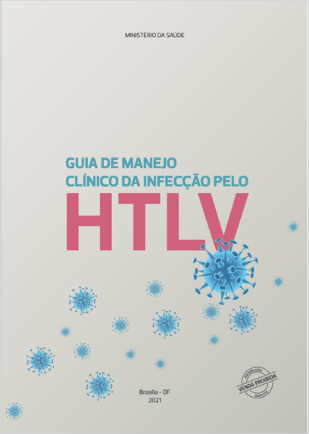 MINISTÉRIO DA SAÚDE
GUIA DE MANEJO
CLÍNICO DA INFECÇÃO PELO
HTLV
VENDA PROIBIDA
Brasília - DF
2021